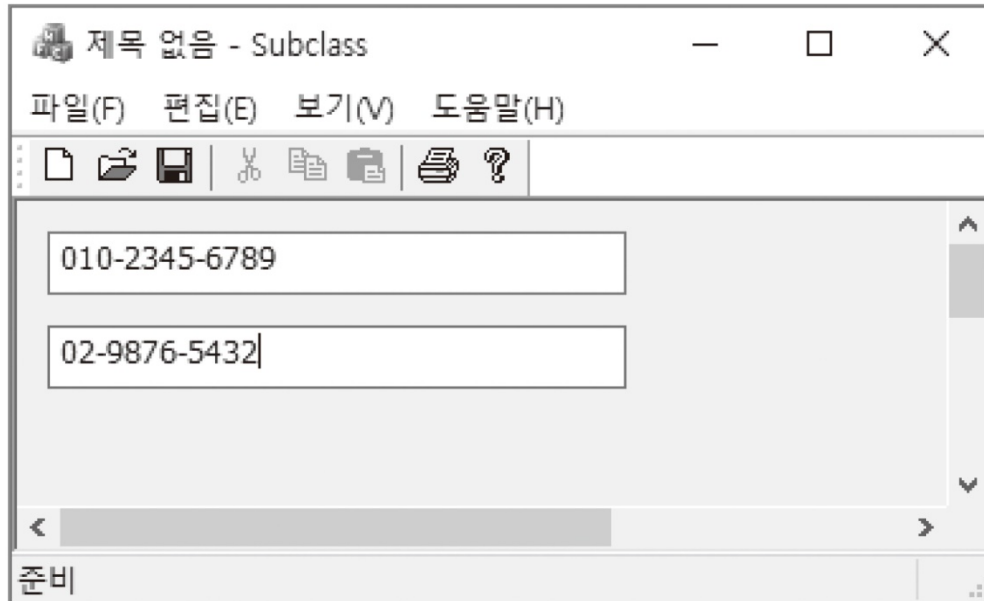 제목 없음 - Subclass
파일(F) 편집(E) 보기(V) 도움말(H)
010-2345-6789
02-9876-5432
준비